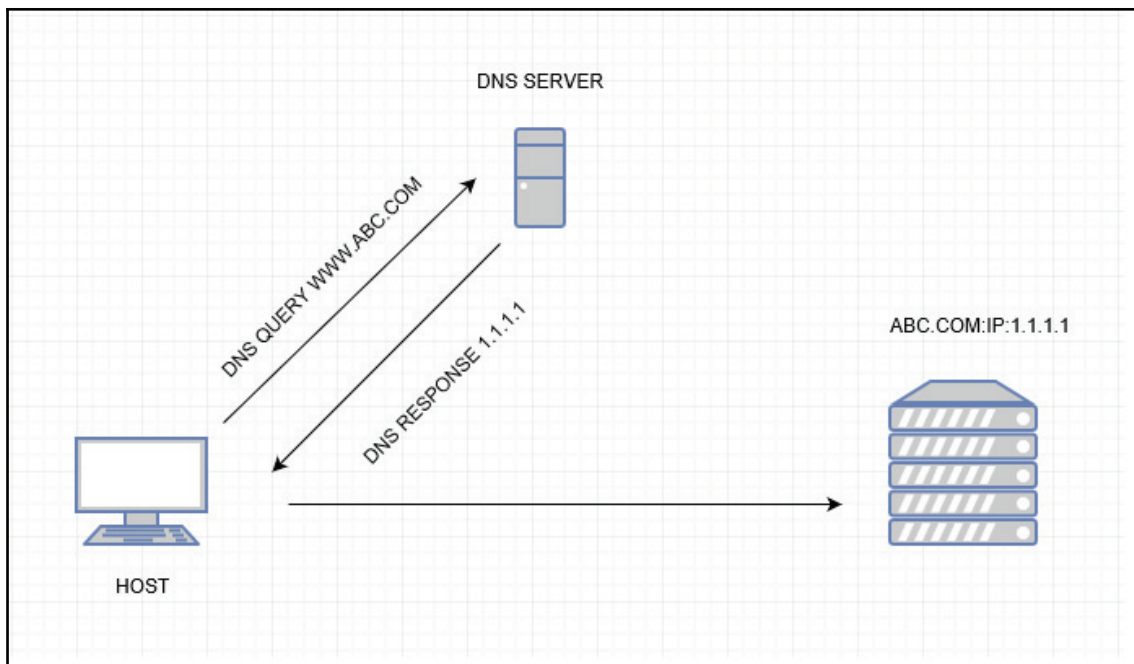 DNS SERVER
DNS QUERY WWW.ABC.COM
DNS RESPONSE 1.1.1.1
ABC.COM:IP:1.1.1.1
HOST